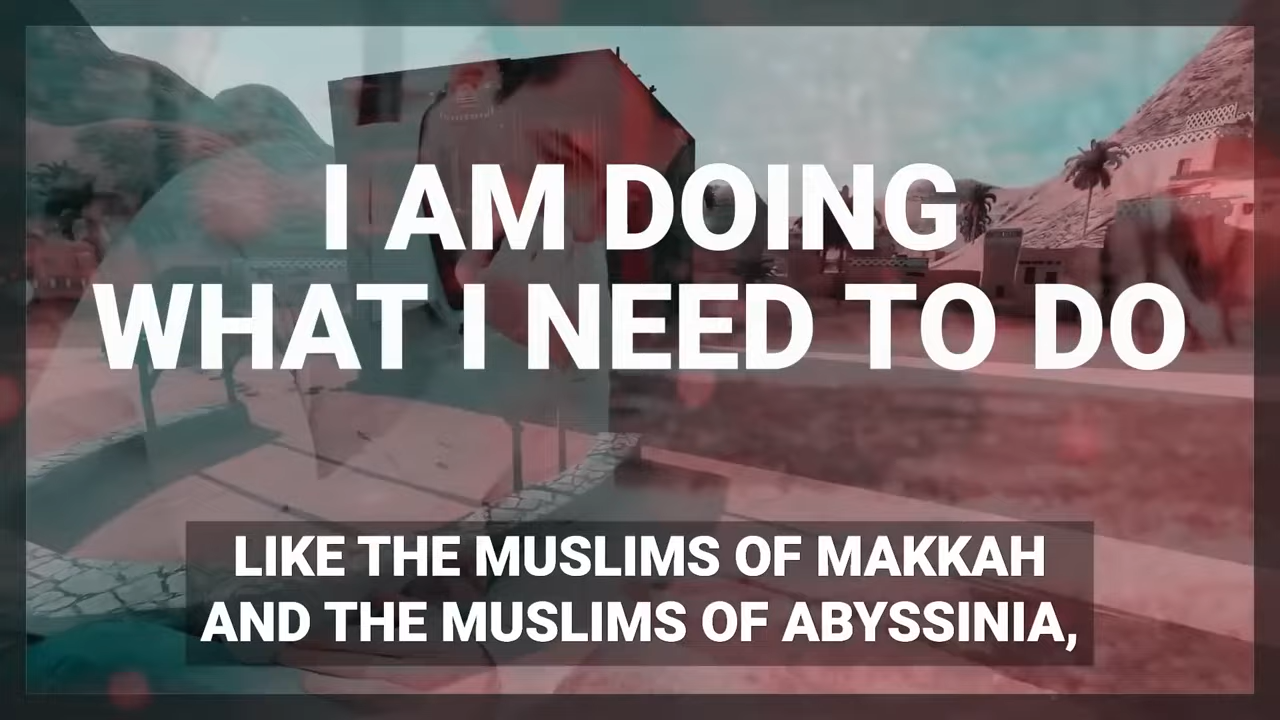 I AM DOING
WHAT I NEED TO DO
LIKE THE MUSLIMS OF MAKKAH
AND THE MUSLIMS OF ABYSSINIA,